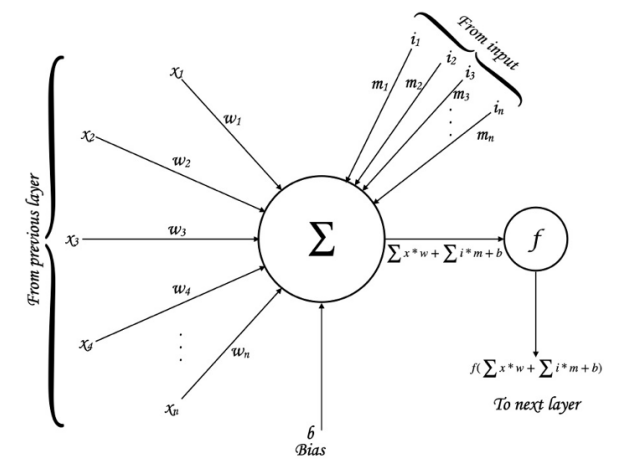 From previous layer
x1
x2
x3
x4
xn
w1
w2
w3
w4
wn
From input
i1
i2
i3
in
m1
m2
m3
mn
Σ
∑x*w + ∑i*m+b
f
f(∑x*w + ∑i*m+b)
To next layer
b
Bias